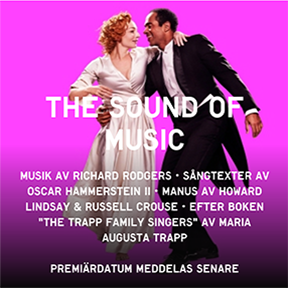 THE SOUND OF
MUSIC
MUSIK AV RICHARD RODGERS • SÅNGTEXTER AV
OSCAR HAMMERSTEIN II • MANUS AV HOWARD
LINDSAY & RUSSELL CROUSE • EFTER BOKEN
"THE TRAPP FAMILY SINGERS" AV MARIA
AUGUSTA TRAPP
PREMIÄRDATUM MEDDELAS SENARE